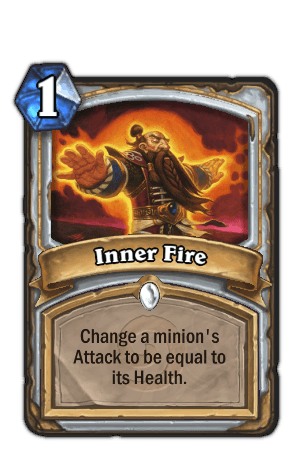 1
Inner Fire
Change a minion's
Attack to be equal to
its Health.